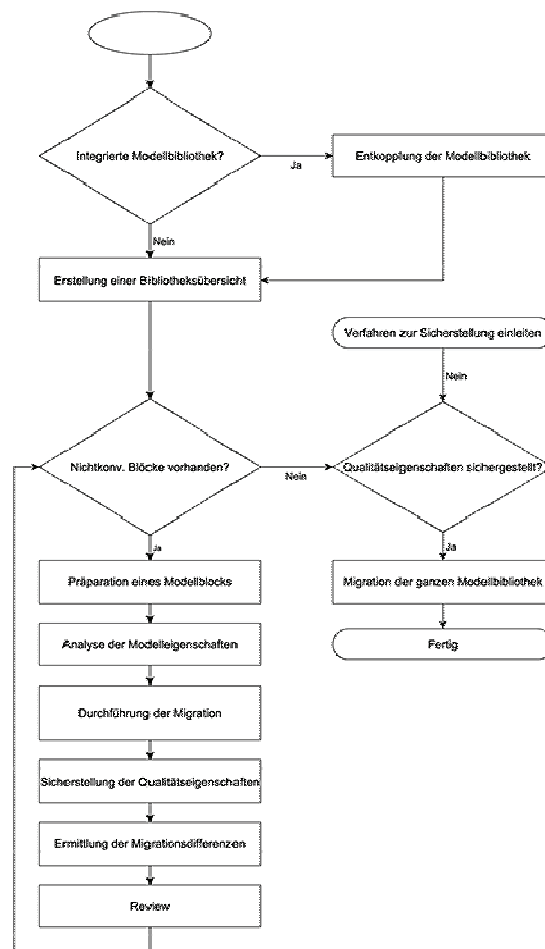 Integrierte Modellbibliothek?
Ja
Entkopplung der Modellbibliothek
Nein
Erstellung einer Bibliotheksübersicht
Verfahren zur Sicherstellung einleiten
Nein
Nichtkonv. Blöcke vorhanden?
Nein
Qualitätseigenschaften sichergestellt?
Ja
Ja
Präparation eines Modellblocks
Migration der ganzen Modellbibliothek
Analyse der Modelleigenschaften
Fertig
Durchführung der Migration
Sicherstellung der Qualitätseigenschaften
Ermittlung der Migrationsdifferenzen
Review